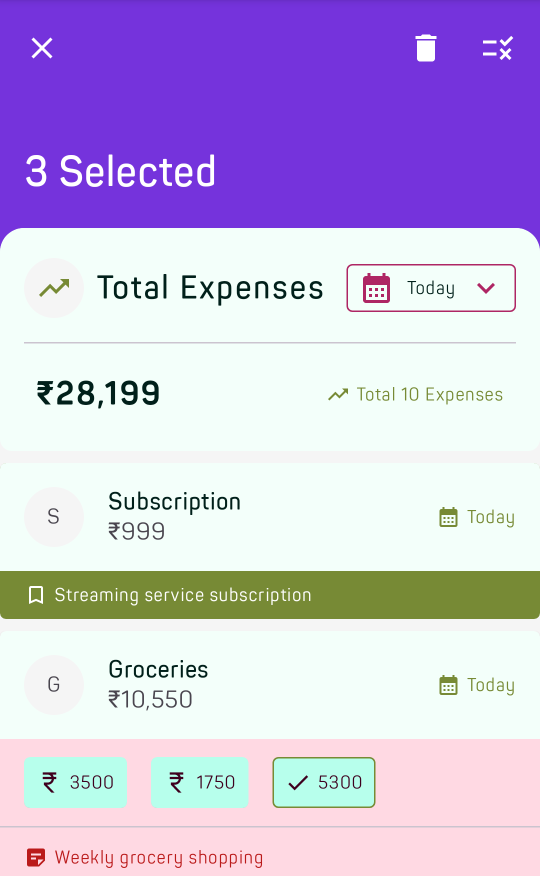 3 Selected
Total Expenses
Today
₹28,199
Total 10 Expenses
S
Subscription
₹999
Today
Streaming service subscription
G
Groceries
₹10,550
Today
₹ 3500
₹ 1750
5300
Weekly grocery shopping